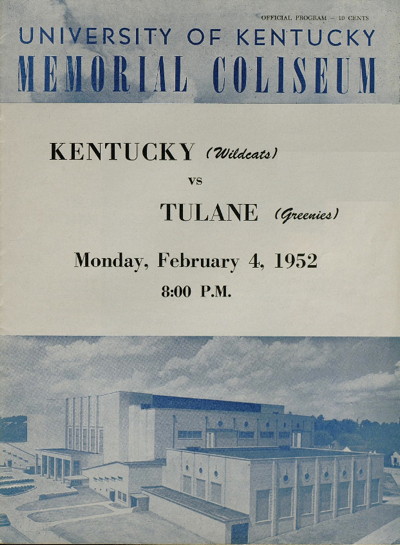 OFFICIAL PROGRAM — 10 CENTS
UNIVERSITY OF KENTUCKY
MEMORIAL COLISEUM
KENTUCKY (Wildcats)
vs
TULANE (Greenies)
Monday, February 4, 1952
8:00 P.M.